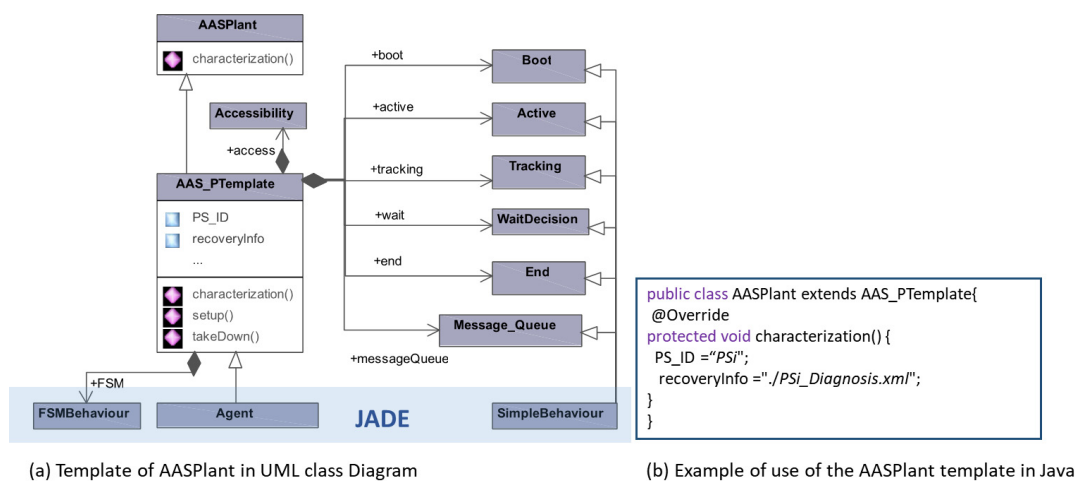 AASPlant
characterization()
Accessibility
+access
AAS_PTemplate
PS_ID
recoveryInfo
...
characterization()
setup()
takeDown()
+FSM
FSMBehaviour
Agent
JADE
SimpleBehaviour
+boot
Boot
+active
Active
+tracking
Tracking
+wait
WaitDecision
+end
End
Message_Queue
+messageQueue
(a) Template of AASPlant in UML class Diagram
public class AASPlant extends AAS_PTemplate{
@Override
protected void characterization() {
PS_ID =“PSi";
recoveryInfo ="./PSi_Diagnosis.xml";
}
}
(b) Example of use of the AASPlant template in Java